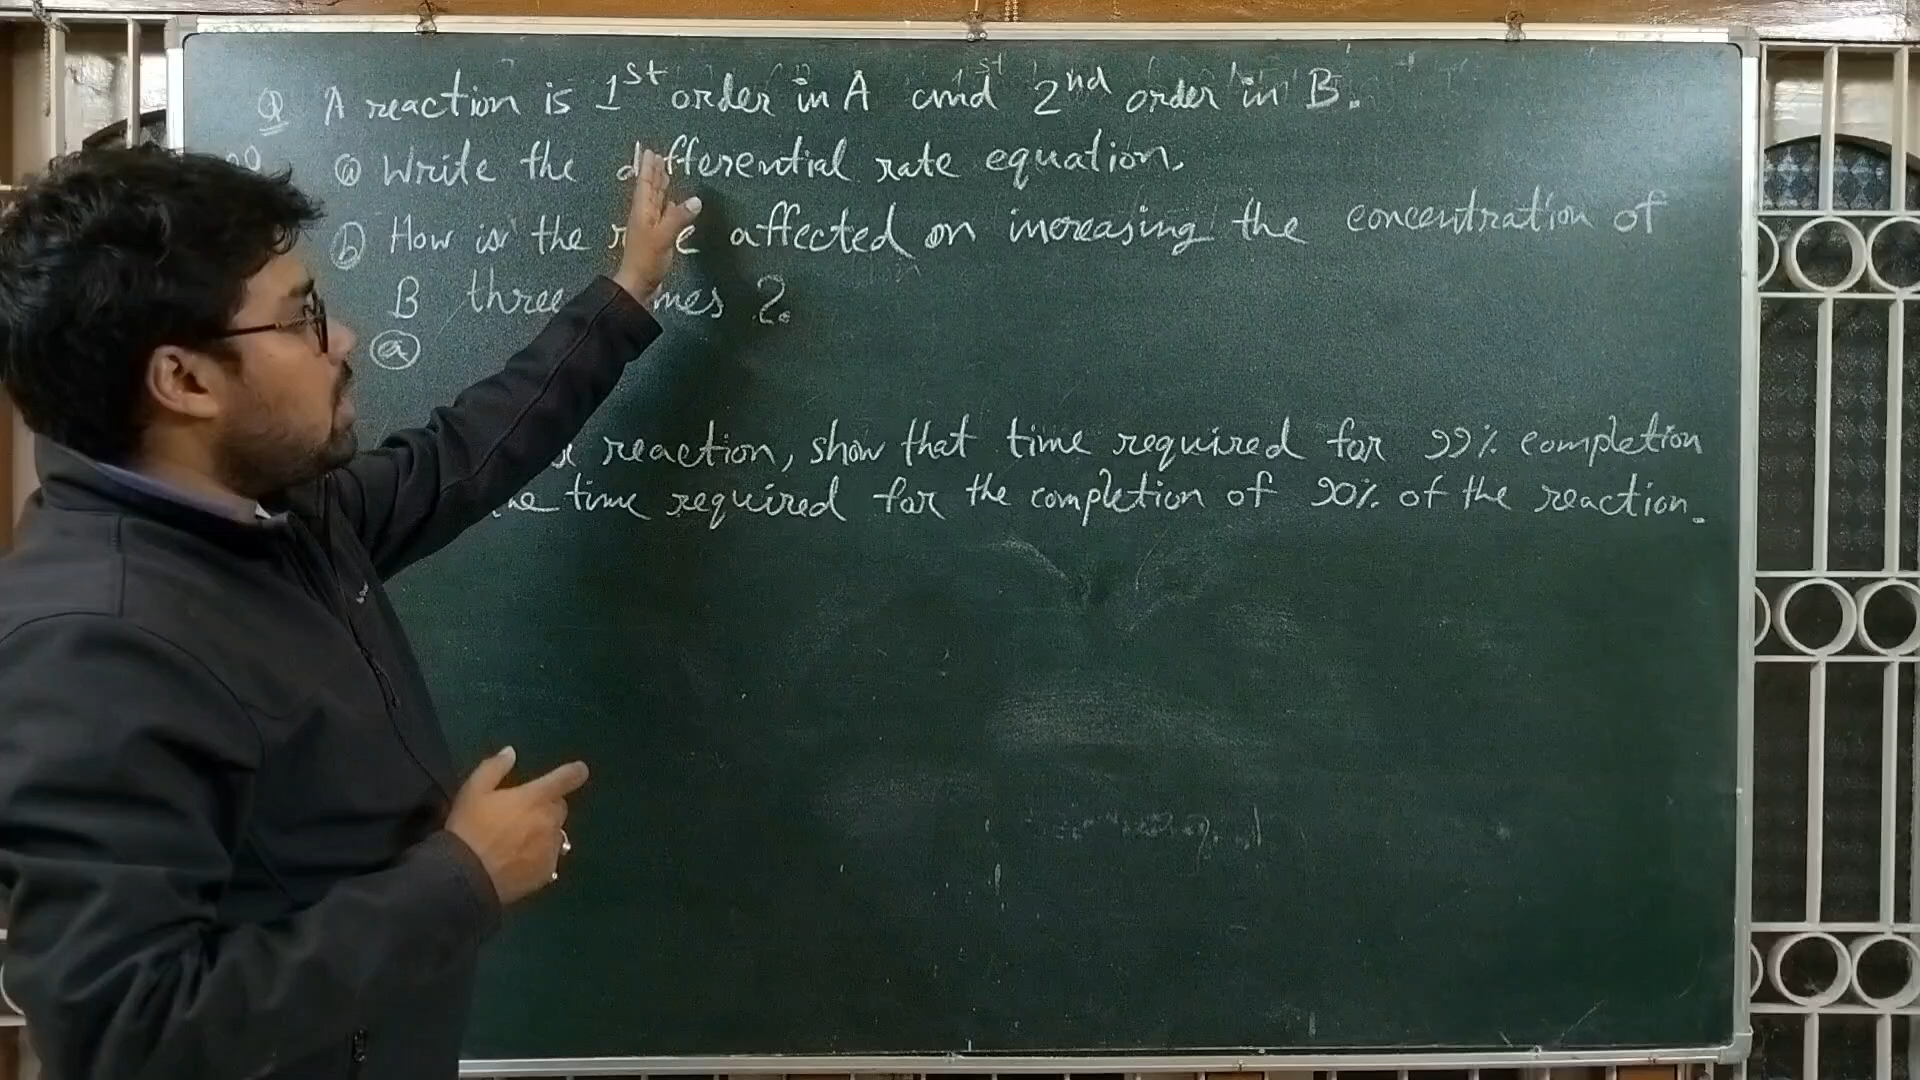 Q A reaction is 1st order in A and 2nd order in B.
(a) Write the differential rate equation.
(b) How is the affected on increasing the concentration of
B three 2.
(a)
reaction, show that time required for 99% completion
time required for the completion of 90% of the reaction.